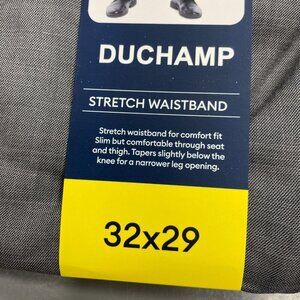 DUCHAMP
STRETCH WAISTBAND
Stretch waistband for comfort fit
Slim but comfortable through seat
and thigh. Tapers slightly below the
knee for a narrower leg opening.
32x29